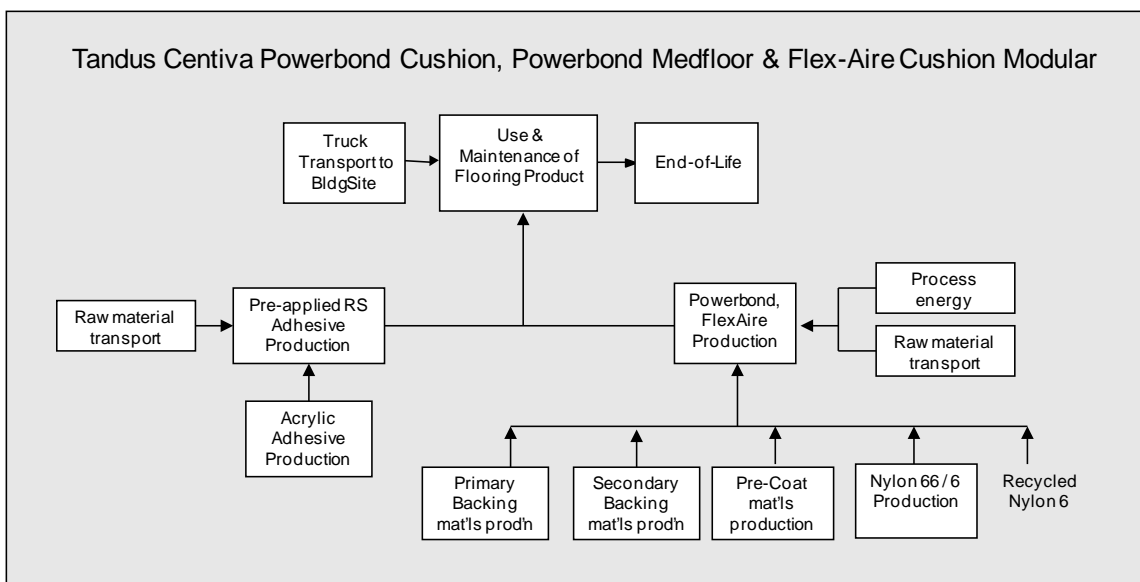 Tandus Centiva Powerbond Cushion, Powerbond Medfloor & Flex-Aire Cushion Modular
Truck
Transport to
BldgSite
Use &
Maintenance of
Flooring Product
End-of-Life
Raw material
transport
Pre-applied RS
Adhesive
Production
Powerbond,
FlexAire
Production
Process
energy
Raw material
transport
Acrylic
Adhesive
Production
Primary
Backing
mat'ls prod'n
Secondary
Backing
mat'ls prod'n
Pre-Coat
mat'ls
production
Nylon 66 / 6
Production
Recycled
Nylon 6